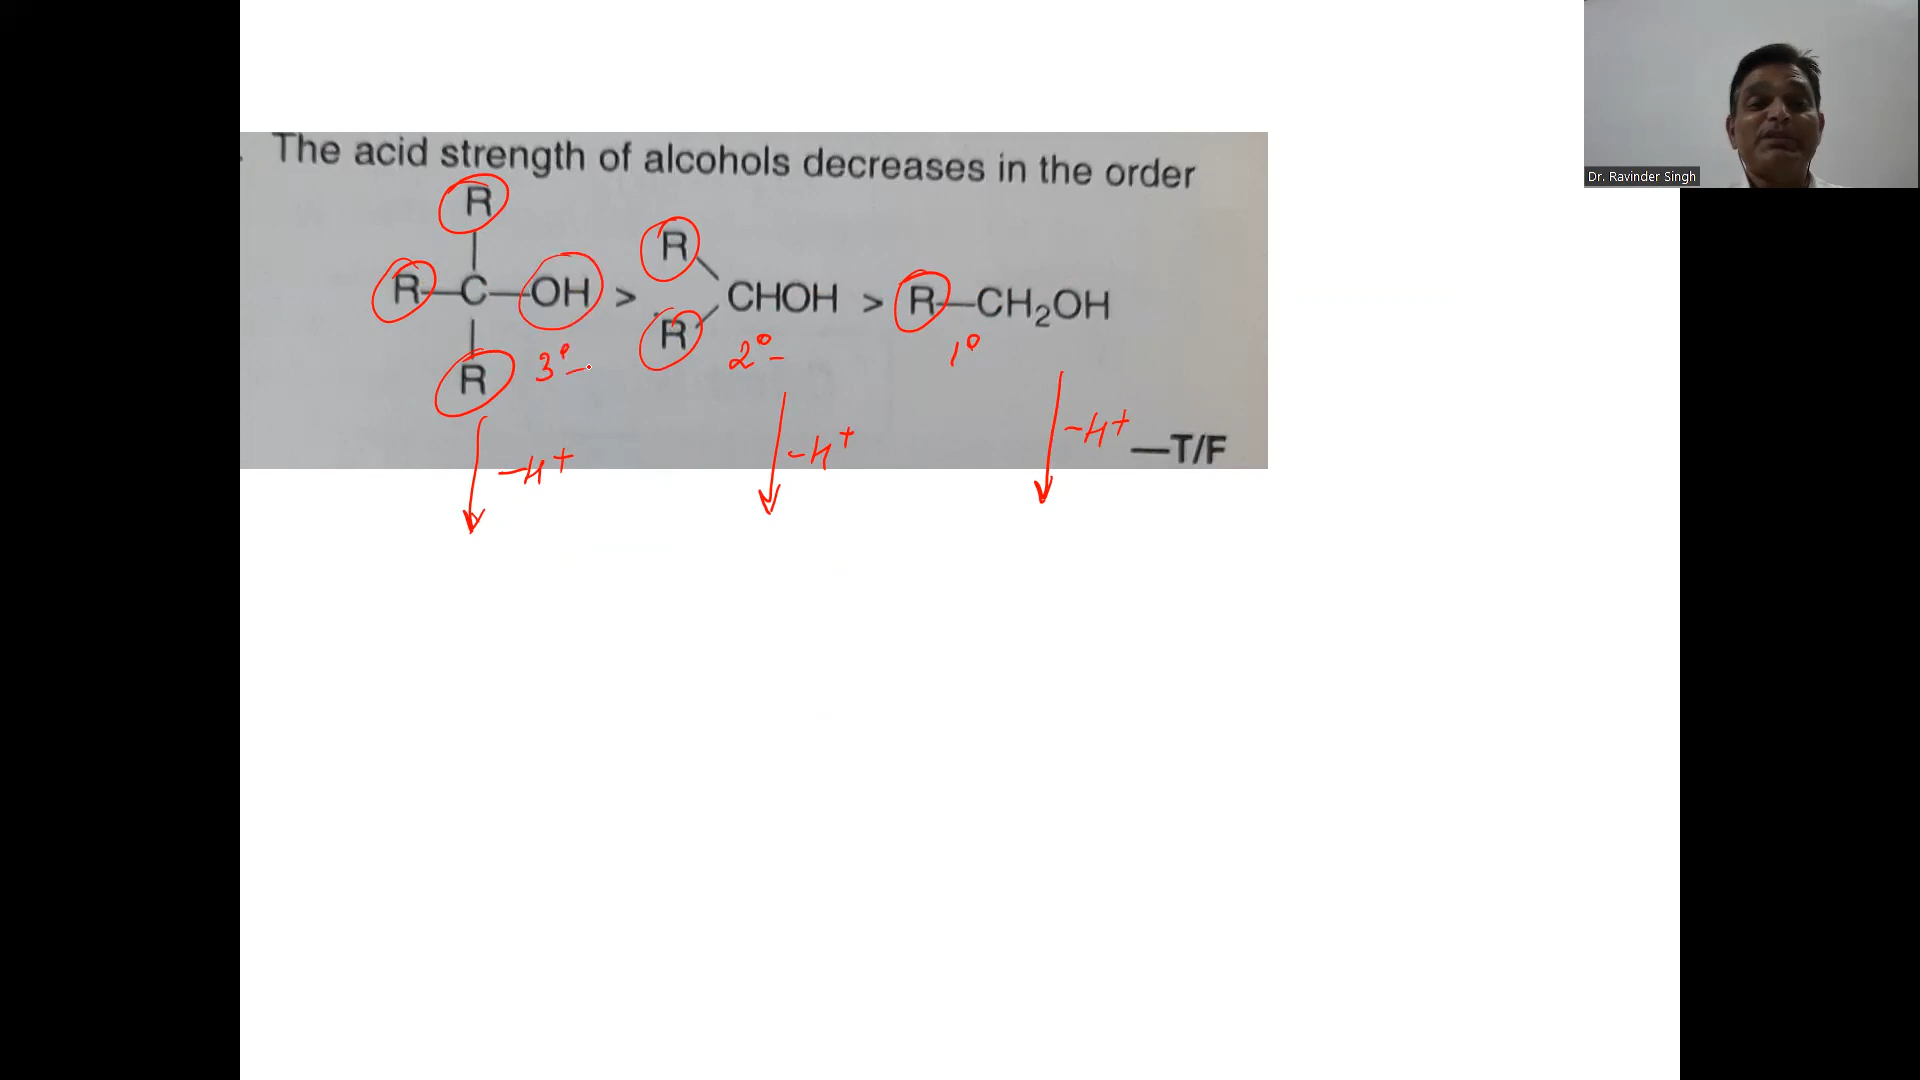 Dr. Ravinder Singh
The acid strength of alcohols decreases in the order
R
R
R—C—OH > CHOH > R—CH₂OH
R
R 3° 2° 1°
-H+ -H+ -H+ —T/F